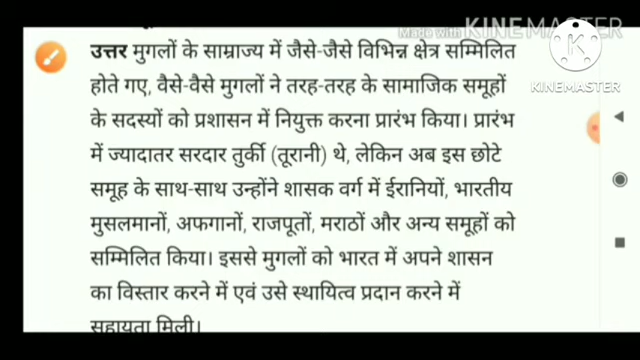 Made with KINEMASTER
KINEMASTER
उत्तर मुगलों के साम्राज्य में जैसे-जैसे विभिन्न क्षेत्र सम्मिलित
होते गए, वैसे-वैसे मुगलों ने तरह-तरह के सामाजिक समूहों
के सदस्यों को प्रशासन में नियुक्त करना प्रारंभ किया। प्रारंभ
में ज्यादातर सरदार तुर्की (तूरानी) थे, लेकिन अब इस छोटे
समूह के साथ-साथ उन्होंने शासक वर्ग में ईरानियों, भारतीय
मुसलमानों, अफगानों, राजपूतों, मराठों और अन्य समूहों को
सम्मिलित किया। इससे मुगलों को भारत में अपने शासन
का विस्तार करने में एवं उसे स्थायित्व प्रदान करने में
सहायता मिली।